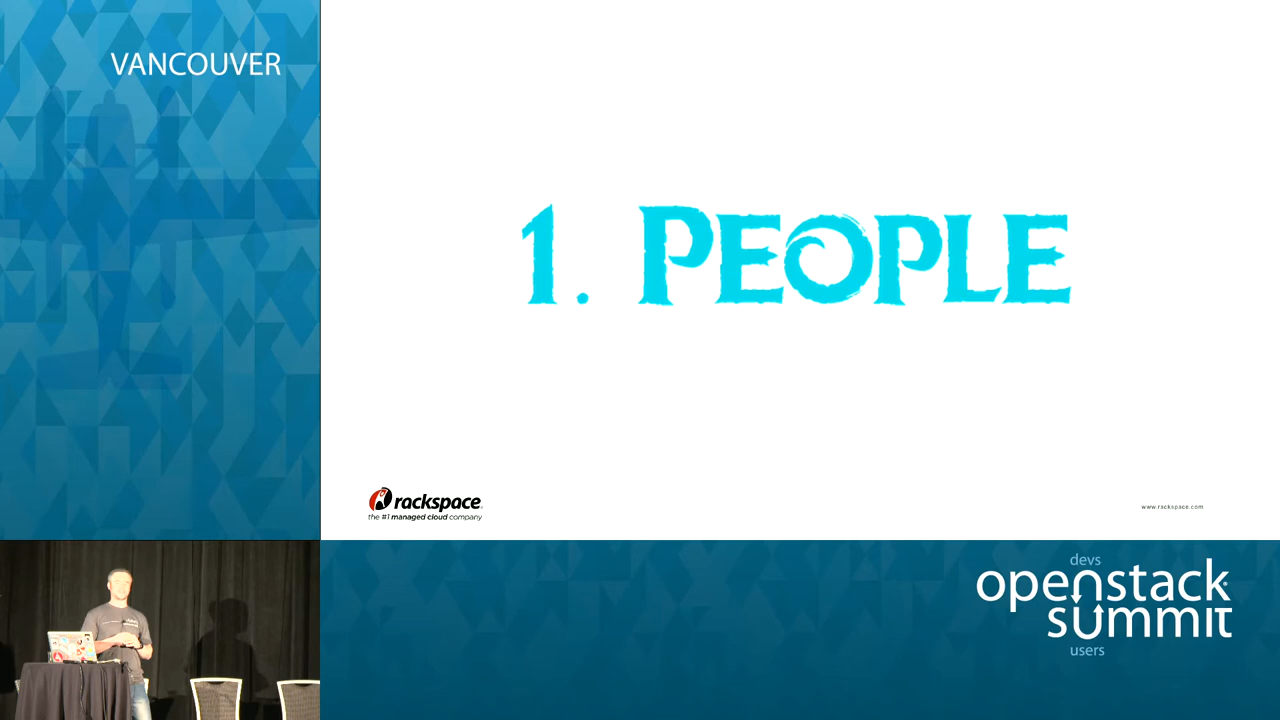 VANCOUVER
1. PEOPLE
rackspace
the #1 managed cloud company
www.rackspace.com
devs
openstack
summit
users